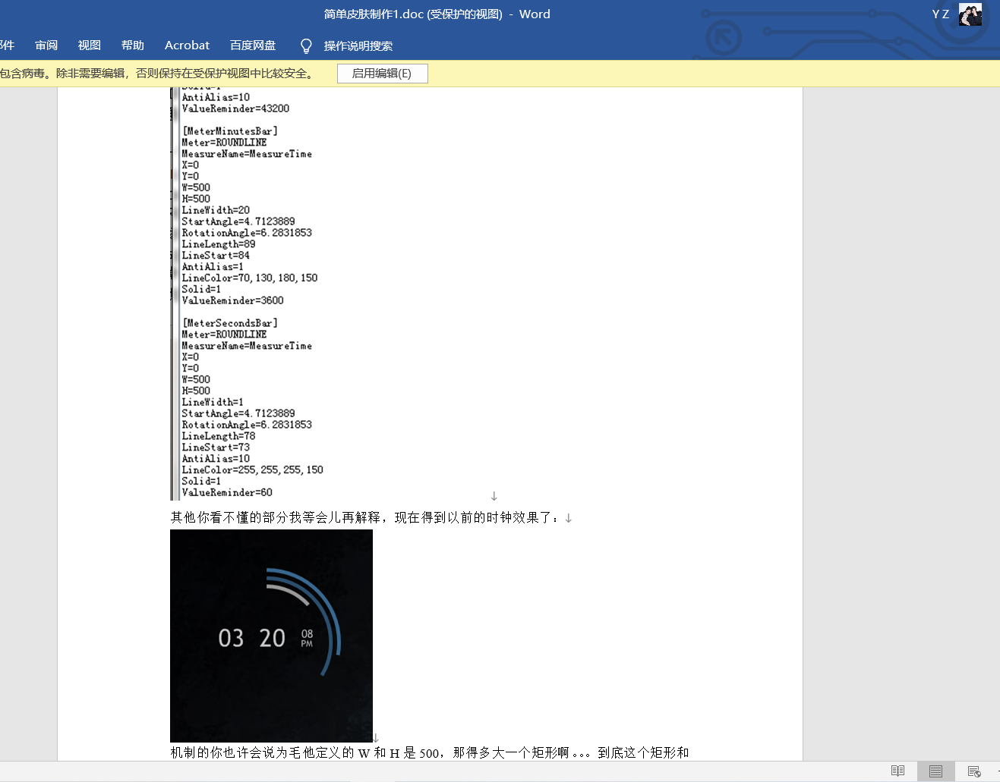 简单皮肤制作1.doc (受保护的视图) - Word
Y Z
审阅 视图 帮助 Acrobat 百度网盘 操作说明搜索
包含病毒。除非需要编辑，否则保持在受保护视图中比较安全。 启用编辑(E)
Solid=1
AntiAlias=10
ValueReminder=43200
[MeterMinutesBar]
Meter=ROUNDLINE
MeasureName=MeasureTime
X=0
Y=0
W=500
H=500
LineWidth=20
StartAngle=4.7123889
RotationAngle=6.2831853
LineLength=89
LineStart=84
AntiAlias=1
LineColor=70,130,180,150
Solid=1
ValueReminder=3600
[MeterSecondsBar]
Meter=ROUNDLINE
MeasureName=MeasureTime
X=0
Y=0
W=500
H=500
LineWidth=1
StartAngle=4.7123889
RotationAngle=6.2831853
LineLength=78
LineStart=73
AntiAlias=10
LineColor=255,255,255,150
Solid=1
ValueReminder=60
其他你看不懂的部分我等会儿再解释，现在得到以前的时钟效果了：
03 20 08
PM
机制的你也许会说为毛他定义的 W 和 H 是 500，那得多大一个矩形啊。。。到底这个矩形和